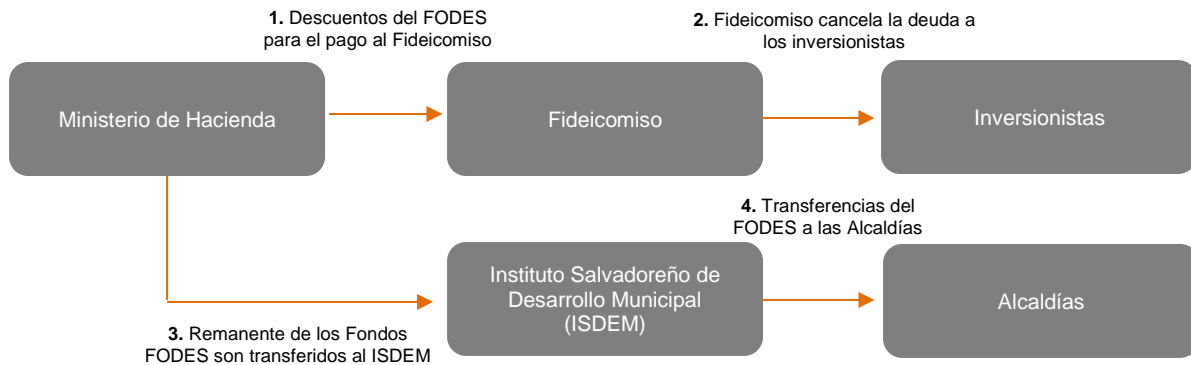 1. Descuentos del FODES
para el pago al Fideicomiso
2. Fideicomiso cancela la deuda a
los inversionistas
Ministerio de Hacienda
Fideicomiso
Inversionistas
4. Transferencias del
FODES a las Alcaldías
Instituto Salvadoreño de
Desarrollo Municipal
(ISDEM)
Alcaldías
3. Remanente de los Fondos
FODES son transferidos al ISDEM